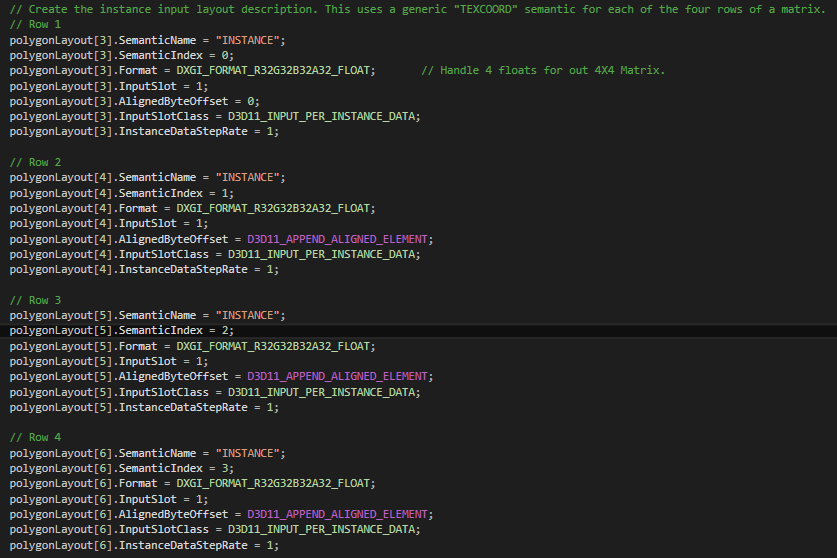 // Create the instance input layout description. This uses a generic "TEXCOORD" semantic for each of the four rows of a matrix.
// Row 1
polygonLayout[3].SemanticName = "INSTANCE";
polygonLayout[3].SemanticIndex = 0;
polygonLayout[3].Format = DXGI_FORMAT_R32G32B32A32_FLOAT;       // Handle 4 floats for out 4X4 Matrix.
polygonLayout[3].InputSlot = 1;
polygonLayout[3].AlignedByteOffset = 0;
polygonLayout[3].InputSlotClass = D3D11_INPUT_PER_INSTANCE_DATA;
polygonLayout[3].InstanceDataStepRate = 1;

// Row 2
polygonLayout[4].SemanticName = "INSTANCE";
polygonLayout[4].SemanticIndex = 1;
polygonLayout[4].Format = DXGI_FORMAT_R32G32B32A32_FLOAT;
polygonLayout[4].InputSlot = 1;
polygonLayout[4].AlignedByteOffset = D3D11_APPEND_ALIGNED_ELEMENT;
polygonLayout[4].InputSlotClass = D3D11_INPUT_PER_INSTANCE_DATA;
polygonLayout[4].InstanceDataStepRate = 1;

// Row 3
polygonLayout[5].SemanticName = "INSTANCE";
polygonLayout[5].SemanticIndex = 2;
polygonLayout[5].Format = DXGI_FORMAT_R32G32B32A32_FLOAT;
polygonLayout[5].InputSlot = 1;
polygonLayout[5].AlignedByteOffset = D3D11_APPEND_ALIGNED_ELEMENT;
polygonLayout[5].InputSlotClass = D3D11_INPUT_PER_INSTANCE_DATA;
polygonLayout[5].InstanceDataStepRate = 1;

// Row 4
polygonLayout[6].SemanticName = "INSTANCE";
polygonLayout[6].SemanticIndex = 3;
polygonLayout[6].Format = DXGI_FORMAT_R32G32B32A32_FLOAT;
polygonLayout[6].InputSlot = 1;
polygonLayout[6].AlignedByteOffset = D3D11_APPEND_ALIGNED_ELEMENT;
polygonLayout[6].InputSlotClass = D3D11_INPUT_PER_INSTANCE_DATA;
polygonLayout[6].InstanceDataStepRate = 1;